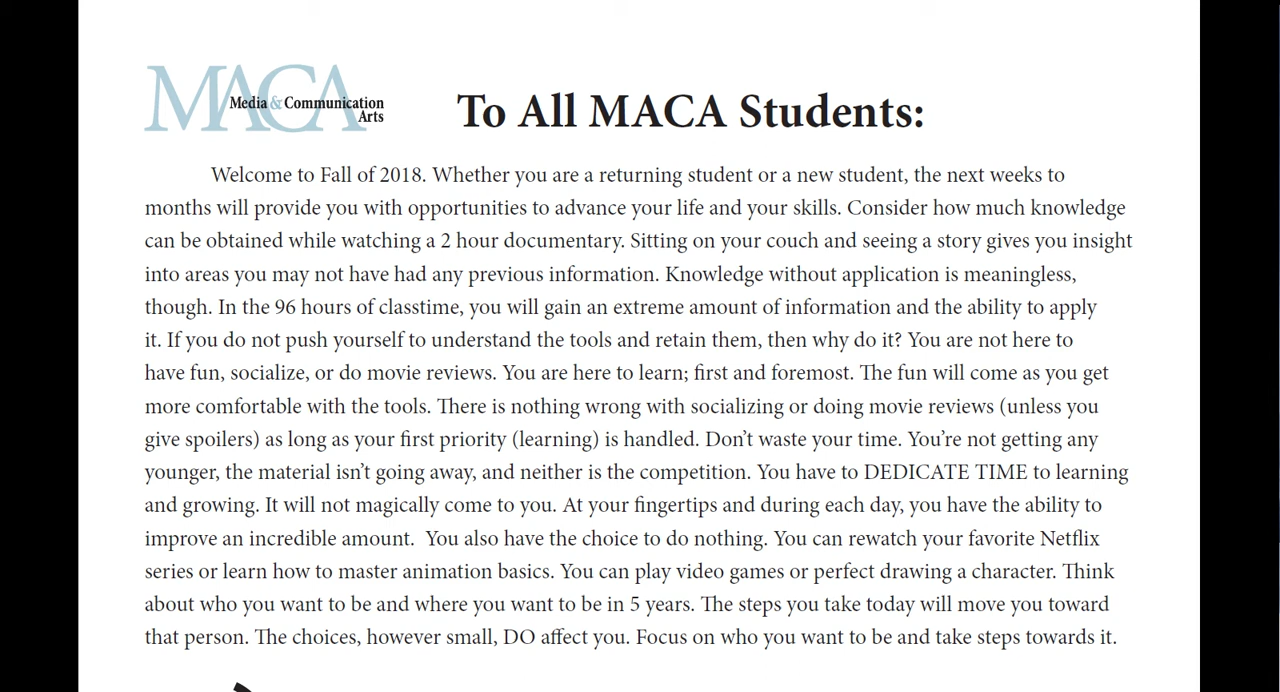 MACA
Media & Communication
Arts
To All MACA Students:
Welcome to Fall of 2018. Whether you are a returning student or a new student, the next weeks to
months will provide you with opportunities to advance your life and your skills. Consider how much knowledge
can be obtained while watching a 2 hour documentary. Sitting on your couch and seeing a story gives you insight
into areas you may not have had any previous information. Knowledge without application is meaningless,
though. In the 96 hours of classtime, you will gain an extreme amount of information and the ability to apply
it. If you do not push yourself to understand the tools and retain them, then why do it? You are not here to
have fun, socialize, or do movie reviews. You are here to learn; first and foremost. The fun will come as you get
more comfortable with the tools. There is nothing wrong with socializing or doing movie reviews (unless you
give spoilers) as long as your first priority (learning) is handled. Don’t waste your time. You’re not getting any
younger, the material isn’t going away, and neither is the competition. You have to DEDICATE TIME to learning
and growing. It will not magically come to you. At your fingertips and during each day, you have the ability to
improve an incredible amount.  You also have the choice to do nothing. You can rewatch your favorite Netflix
series or learn how to master animation basics. You can play video games or perfect drawing a character. Think
about who you want to be and where you want to be in 5 years. The steps you take today will move you toward
that person. The choices, however small, DO affect you. Focus on who you want to be and take steps towards it.